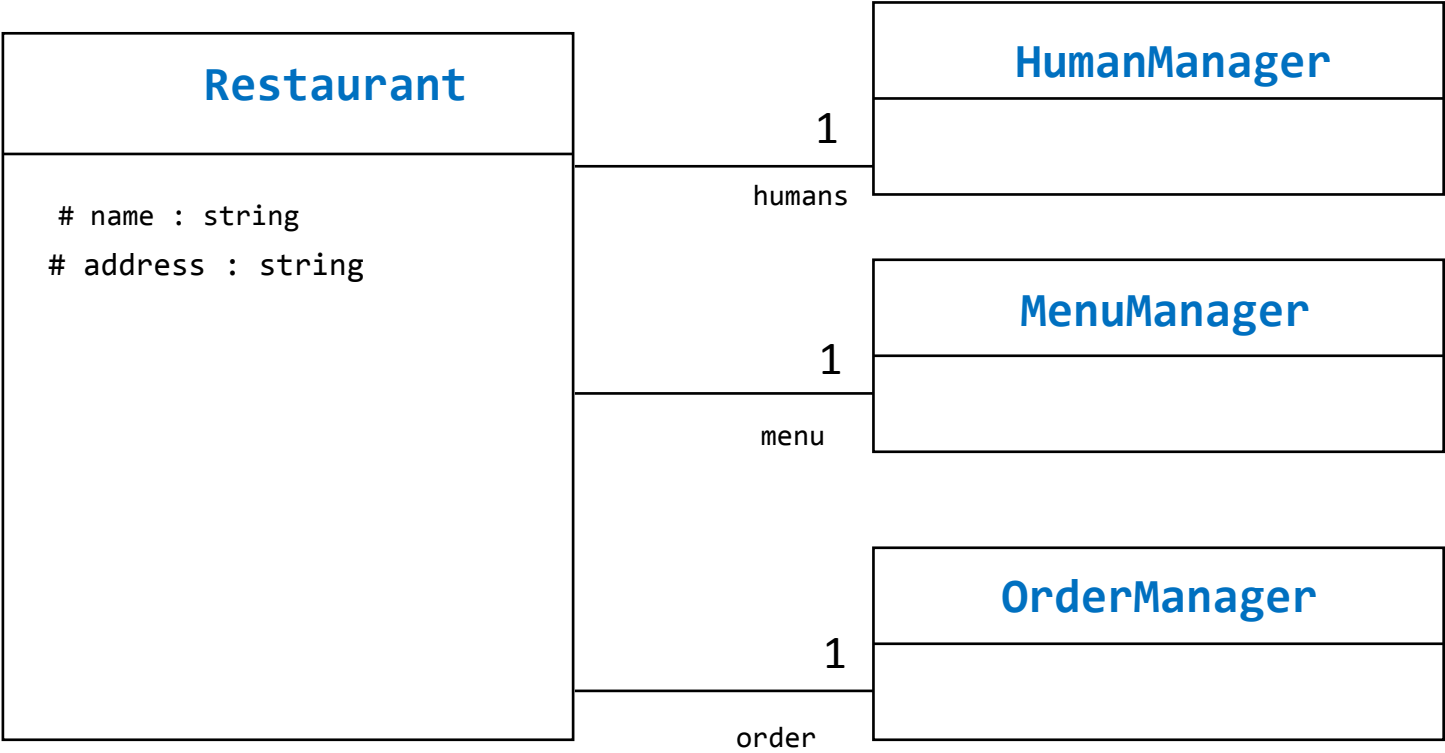 Restaurant
# name : string
# address : string
HumanManager
1
humans
MenuManager
1
menu
OrderManager
1
order